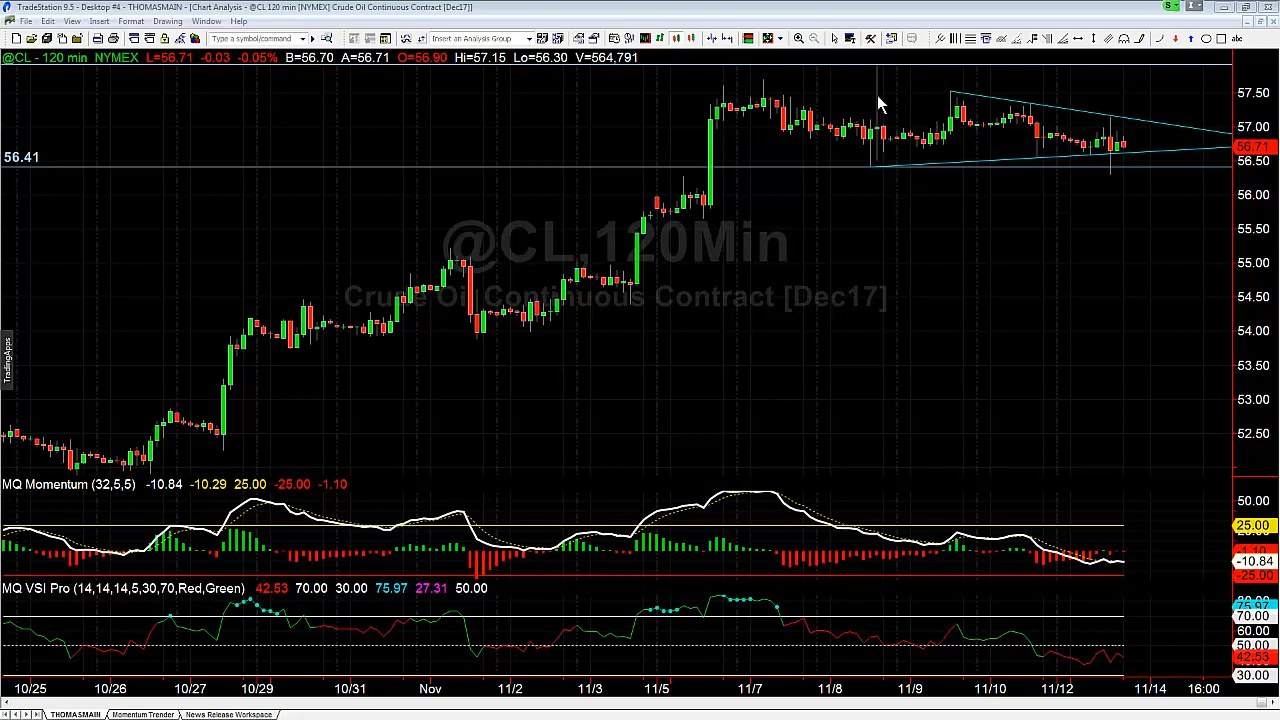 TradeStation 9.5 - Desktop #4 - THOMASMAIN - [Chart Analysis - @CL 120 min [NYMEX] Crude Oil Continuous Contract [Dec17]]
File Edit View Insert Format Drawing Window Help
Type a symbol/command
Insert an Analysis Group
abc
@CL - 120 min NYMEX L=56.71 -0.03 -0.05% B=56.70 A=56.71 O=56.90 Hi=57.15 Lo=56.30 V=564,791
57.50
57.00
56.71
56.41
56.50
56.00
55.50
@CL,120Min
55.00
Crude Oil Continuous Contract [Dec17]
54.50
54.00
TradingApps
53.50
53.00
52.50
MQ Momentum (32,5,5) -10.84 -10.29 25.00 -25.00 -1.10
50.00
25.00
-1.10
-10.84
-25.00
MQ VSI Pro (14,14,14,5,30,70,Red,Green) 42.53 70.00 30.00 75.97 27.31 50.00
75.97
70.00
60.00
50.00
42.53
30.00
10/25 10/26 10/27 10/29 10/31 Nov 11/2 11/3 11/5 11/7 11/8 11/9 11/10 11/12 11/14 16:00
THOMASMAIN Momentum Trender News Release Workspace